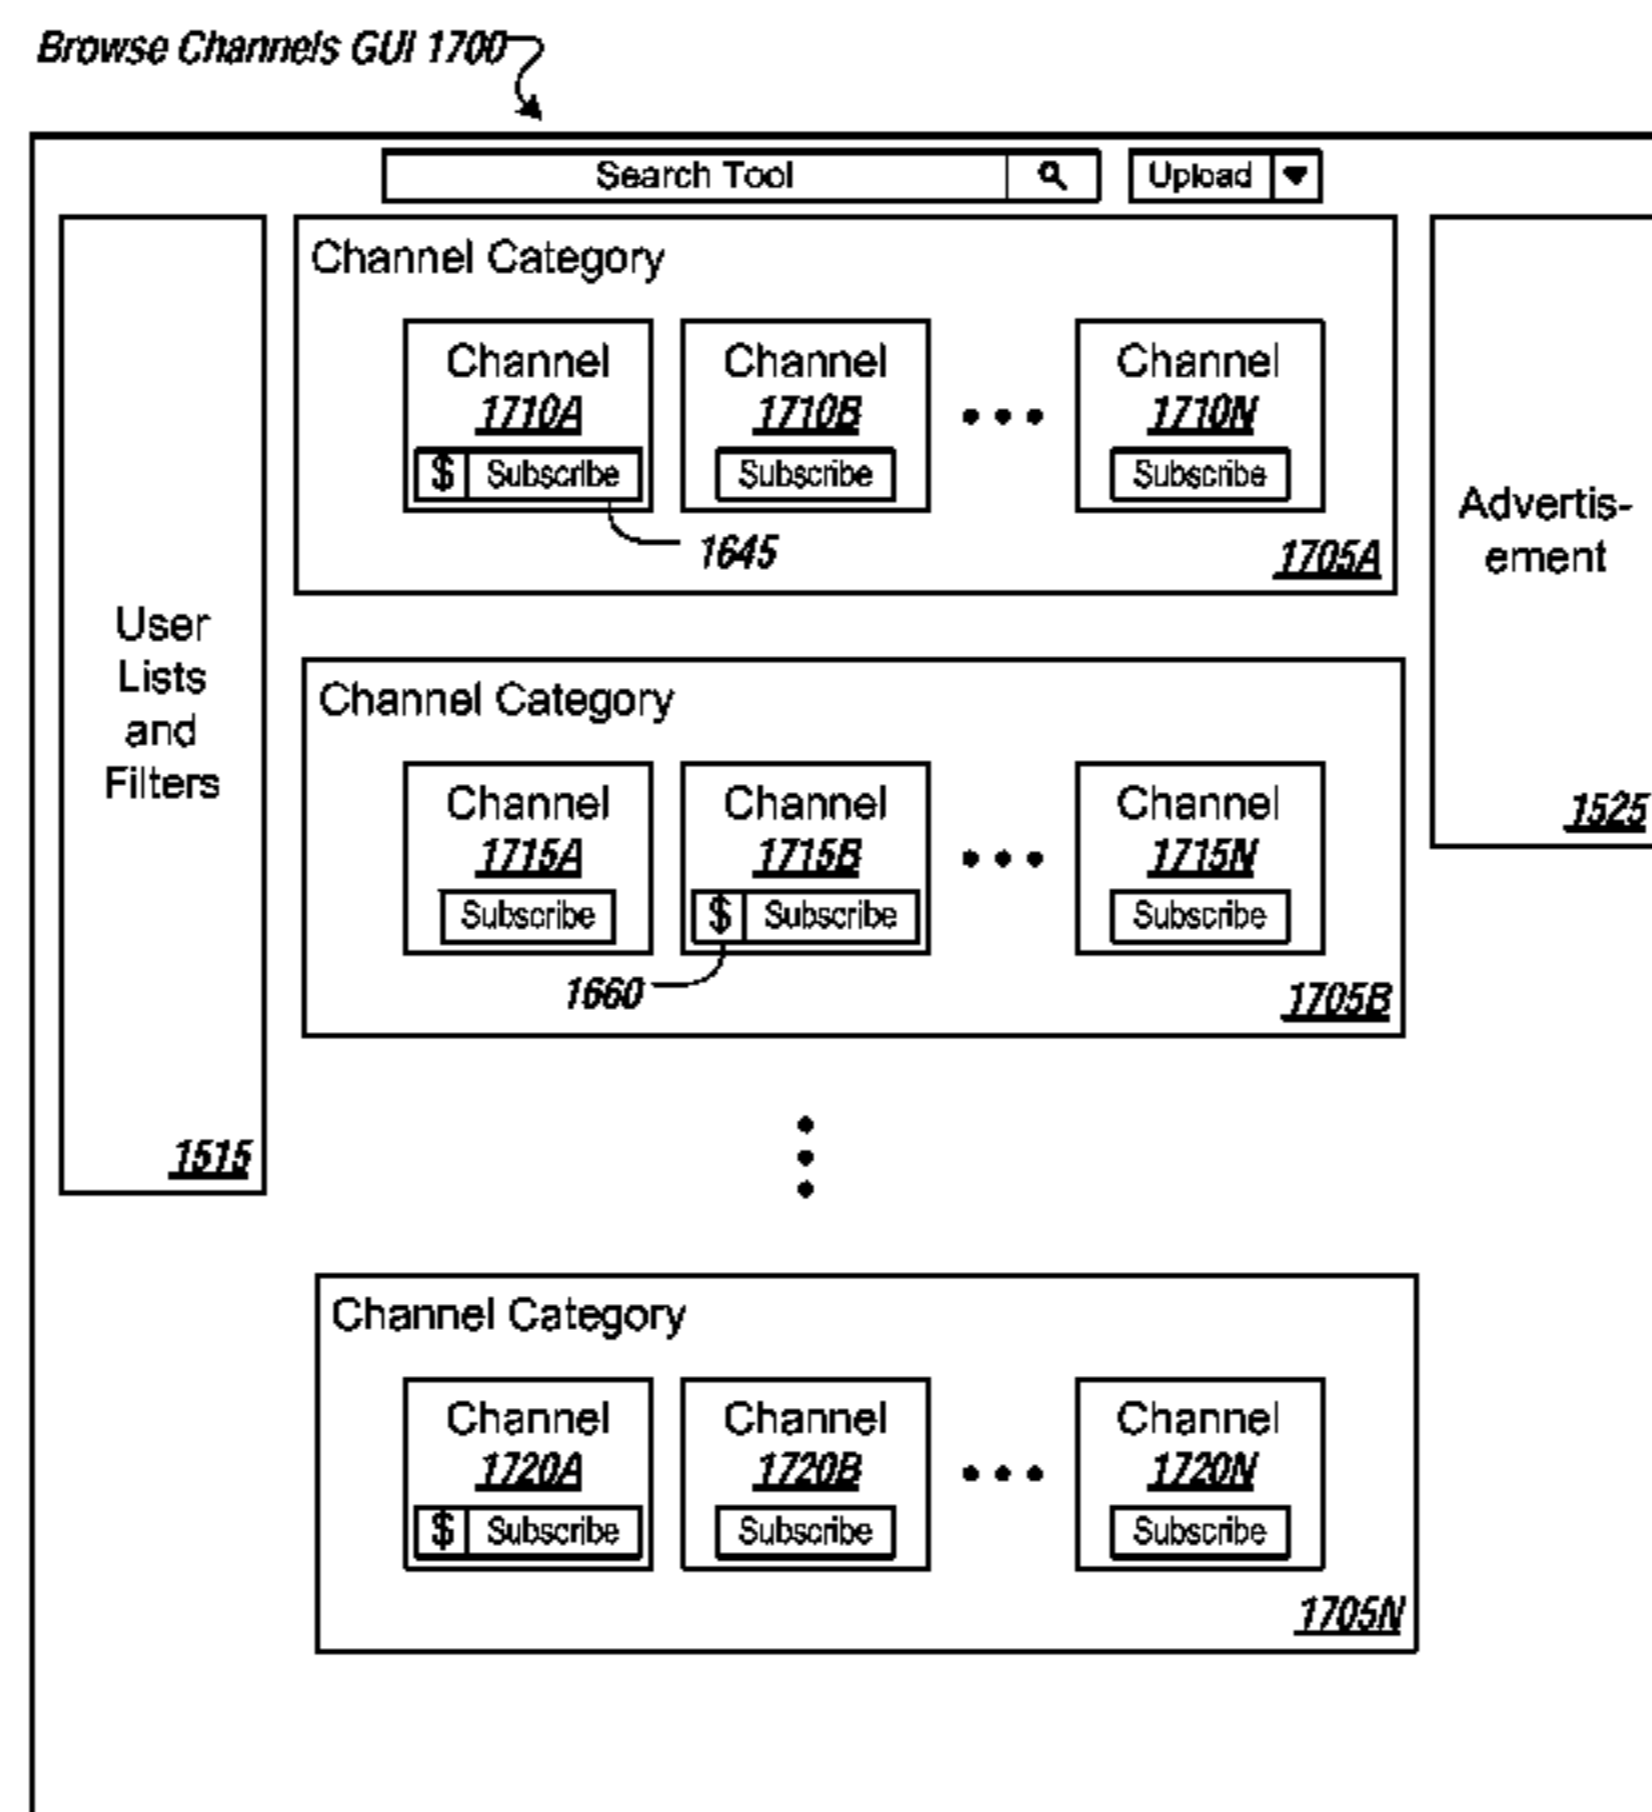 Browse Channels GUI 1700
Search Tool
Upload
Channel Category
Channel
1710A
$ Subscribe
Channel
1710B
Subscribe
Channel
1710N
Subscribe
1645
1705A
User
Lists
and
Filters
1515
Advertis-
ement
1525
Channel Category
Channel
1715A
Subscribe
Channel
1715B
$ Subscribe
Channel
1715N
Subscribe
1660
1705B
Channel Category
Channel
1720A
$ Subscribe
Channel
1720B
Subscribe
Channel
1720N
Subscribe
1705N